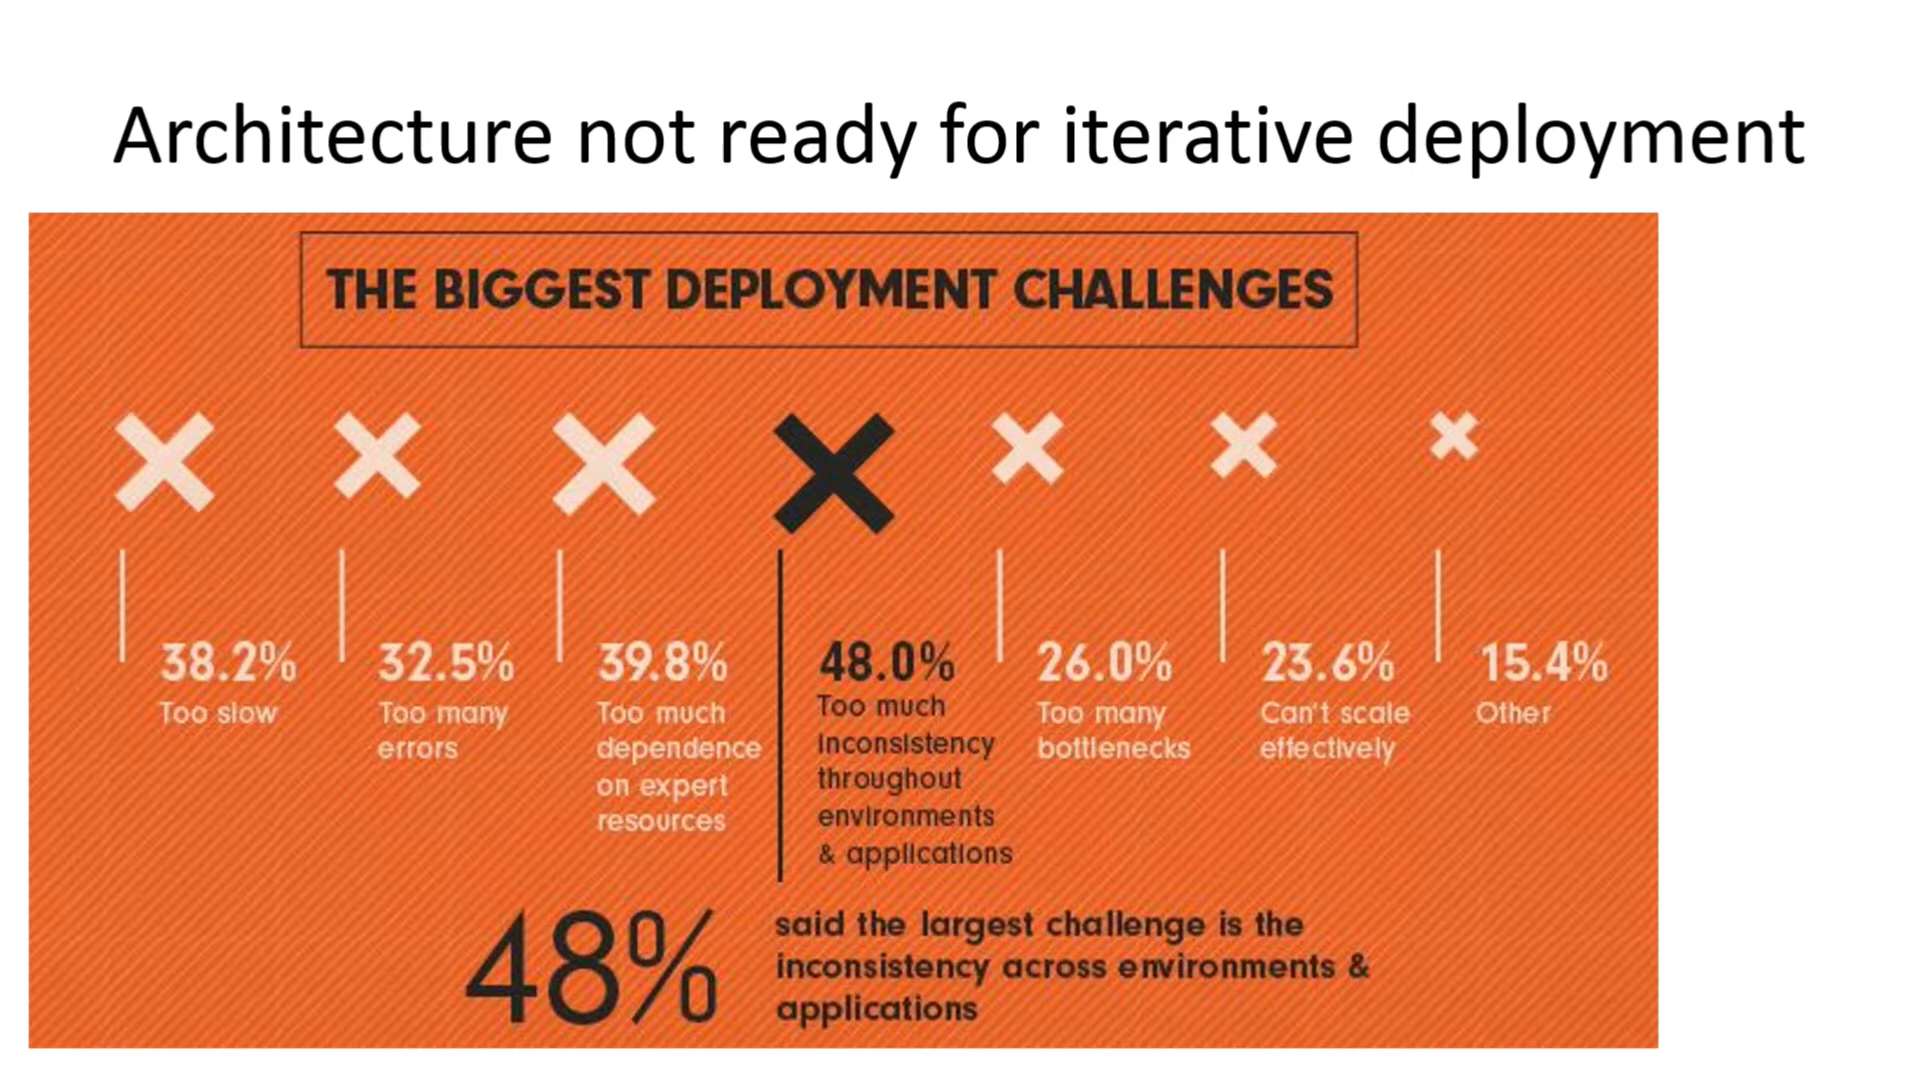 Architecture not ready for iterative deployment
THE BIGGEST DEPLOYMENT CHALLENGES
38.2%
Too slow
32.5%
Too many
errors
39.8%
Too much
dependence
on expert
resources
48.0%
Too much
inconsistency
throughout
environments
& applications
26.0%
Too many
bottlenecks
23.6%
Can't scale
effectively
15.4%
Other
48%
said the largest challenge is the
inconsistency across environments &
applications